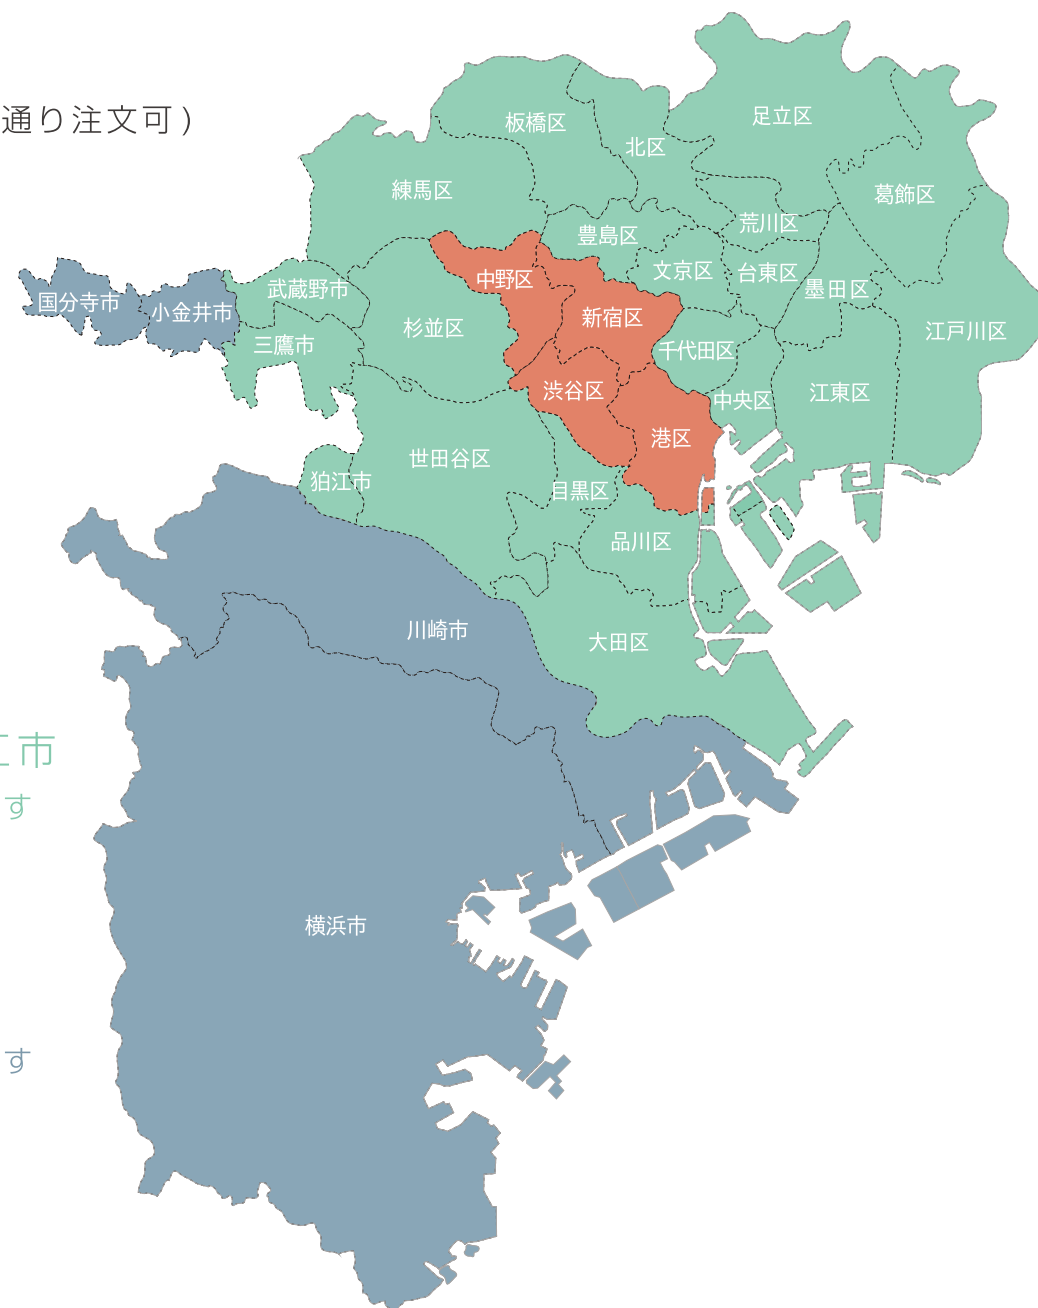 通り注文可)
足立区
板橋区
北区
練馬区
葛飾区
荒川区
豊島区
文京区
台東区
中野区
武蔵野市
墨田区
国分寺市
小金井市
新宿区
杉並区
江戸川区
三鷹市
千代田区
渋谷区
江東区
中央区
港区
世田谷区
狛江市
目黒区
品川区
川崎市
大田区
江市
す
横浜市
す